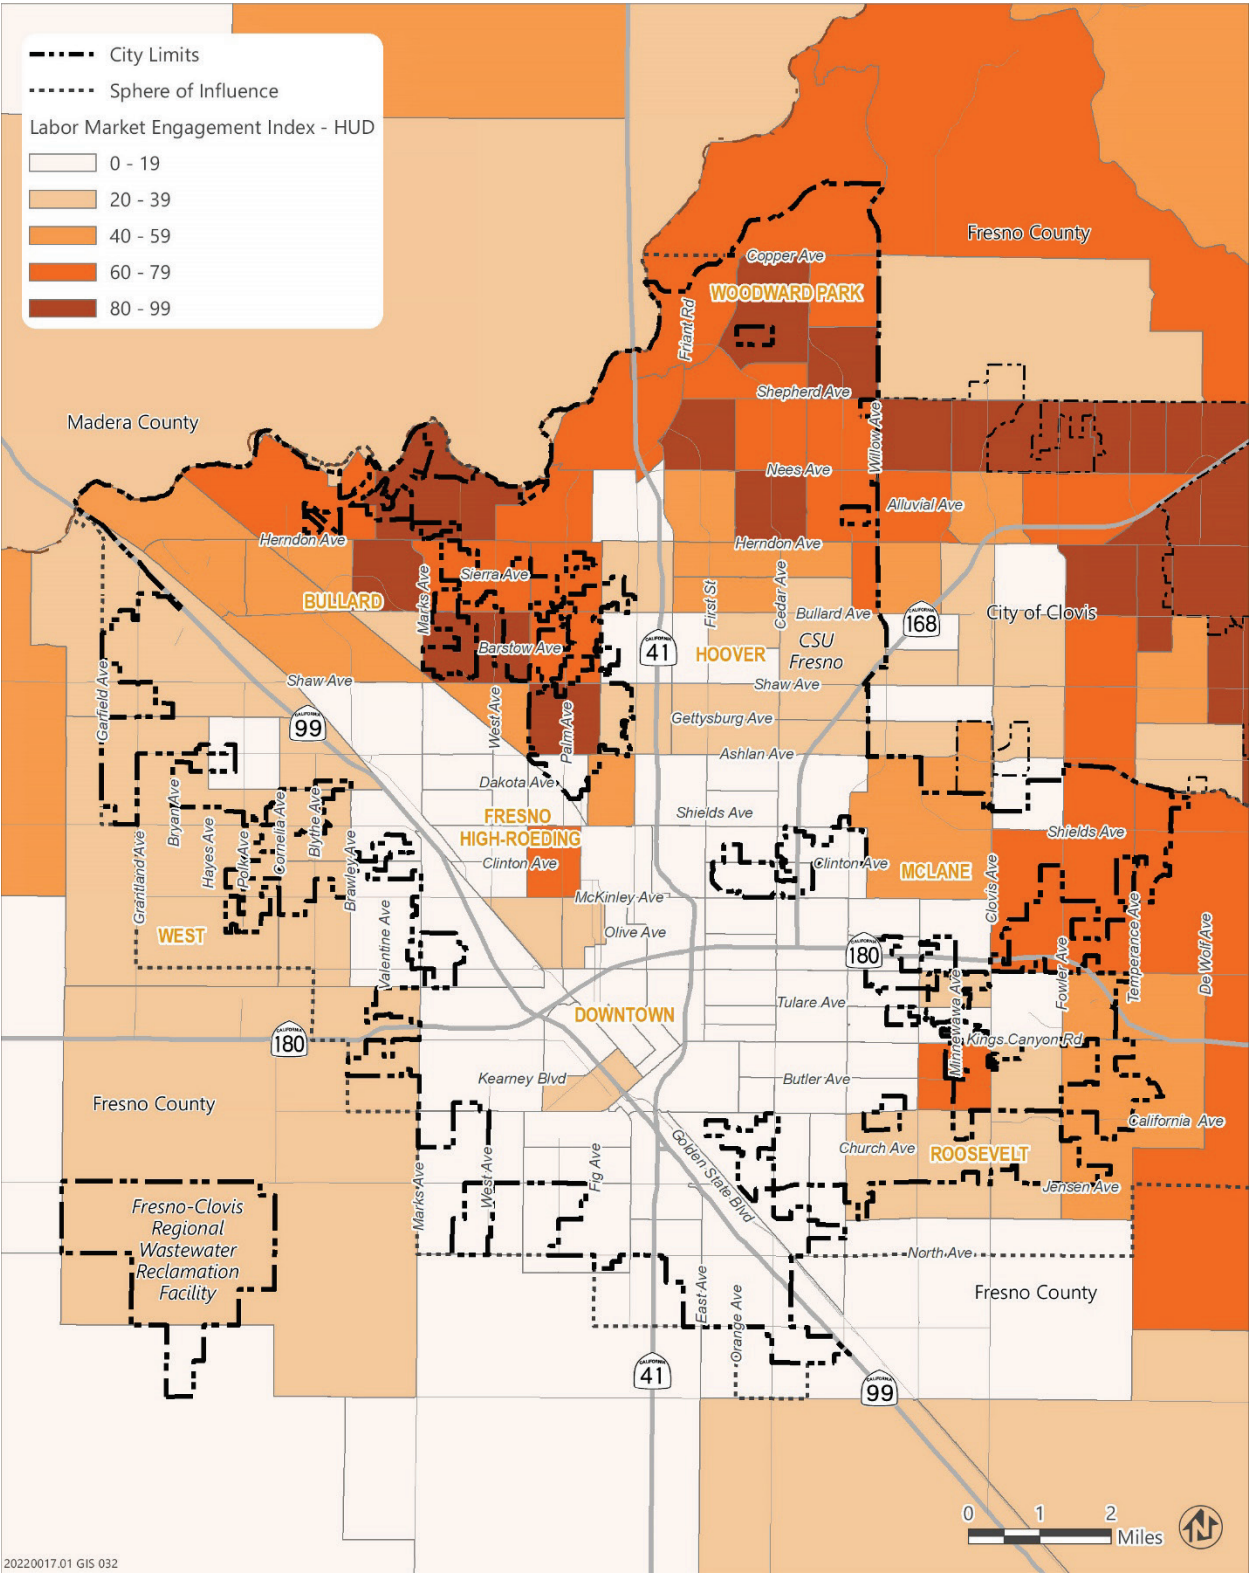 City Limits
Sphere of Influence
Labor Market Engagement Index - HUD
0 - 19
20 - 39
40 - 59
60 - 79
80 - 99
Fresno County
Copper Ave
WOODWARD PARK
Friant Rd
Shepherd Ave
Madera County
Willow Ave
Nees Ave
Alluvial Ave
Herndon Ave
Herndon Ave
Sierra Ave
Marks Ave
BULLARD
First St
Cedar Ave
Bullard Ave
CALIFORNIA
168
City of Clovis
CALIFORNIA
41
HOOVER
CSU
Fresno
Barstow Ave
Garfield Ave
Shaw Ave
Shaw Ave
CALIFORNIA
99
West Ave
Palm Ave
Gettysburg Ave
Ashlan Ave
Dakota Ave
FRESNO
HIGH-ROEDING
Shields Ave
Shields Ave
Grantland Ave
Bryan Ave
Hayes Ave
Polk Ave
Cornelia Ave
Blythe Ave
Brawley Ave
Clinton Ave
Clinton Ave
MCLANE
Clovis Ave
McKinley Ave
Olive Ave
WEST
Valentine Ave
CALIFORNIA
180
Fowler Ave
Temperance Ave
De Wolf Ave
Tulare Ave
DOWNTOWN
Minnewawa Ave
Kings Canyon Rd
CALIFORNIA
180
Kearney Blvd
Butler Ave
Fresno County
California Ave
Church Ave
ROOSEVELT
Golden State Blvd
Fig Ave
Marks Ave
West Ave
Jensen Ave
Fresno-Clovis
Regional
Wastewater
Reclamation
Facility
North Ave
Fresno County
East Ave
Orange Ave
CALIFORNIA
41
CALIFORNIA
99
0 1 2
Miles
N
20220017.01 GIS 032